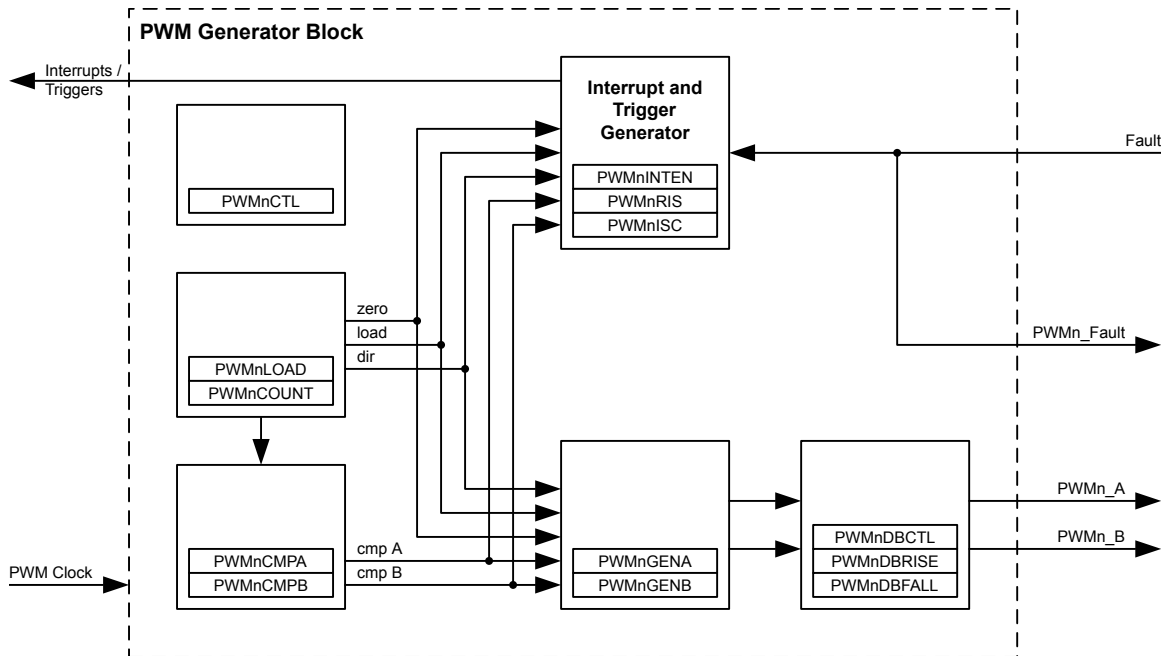 PWM Generator Block
Interrupts /
Triggers
Interrupt and
Trigger
Generator
Fault
PWMnINTEN
PWMnRIS
PWMnISC
PWMnCTL
zero
load
dir
PWMn_Fault
PWMnLOAD
PWMnCOUNT
PWMn_A
PWMn_B
cmp A
cmp B
PWMnCMPA
PWMnCMPB
PWMnGENA
PWMnGENB
PWMnDBCTL
PWMnDBRISE
PWMnDBFALL
PWM Clock